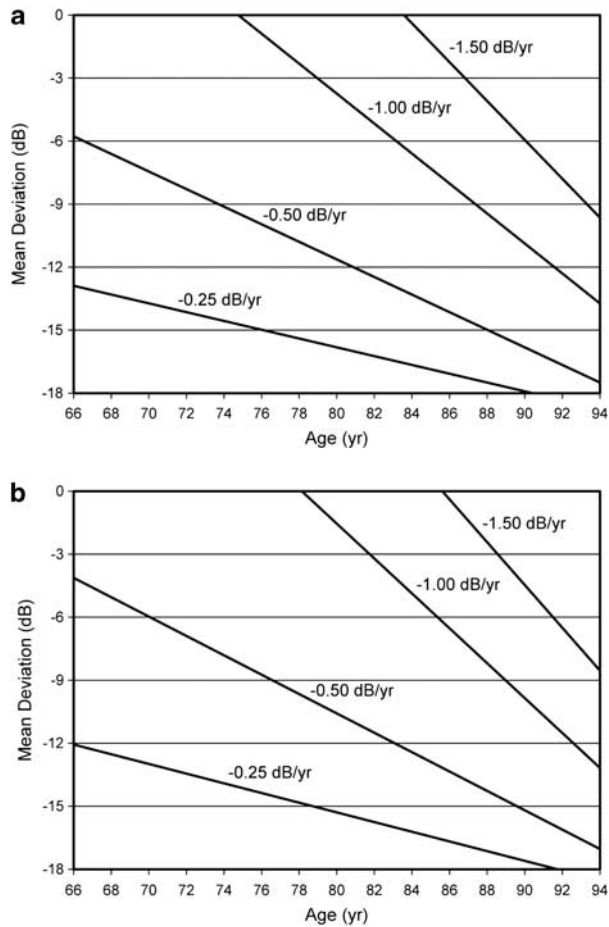 a
0
-1.50 dB/yr
-3
-1.00 dB/yr
-6
-9
-0.50 dB/yr
-12
-0.25 dB/yr
-15
-18
Mean Deviation (dB)
66 68 70 72 74 76 78 80 82 84 86 88 90 92 94
Age (yr)
b
0
-1.50 dB/yr
-3
-1.00 dB/yr
-6
-9
-0.50 dB/yr
-12
-0.25 dB/yr
-15
-18
Mean Deviation (dB)
66 68 70 72 74 76 78 80 82 84 86 88 90 92 94
Age (yr)